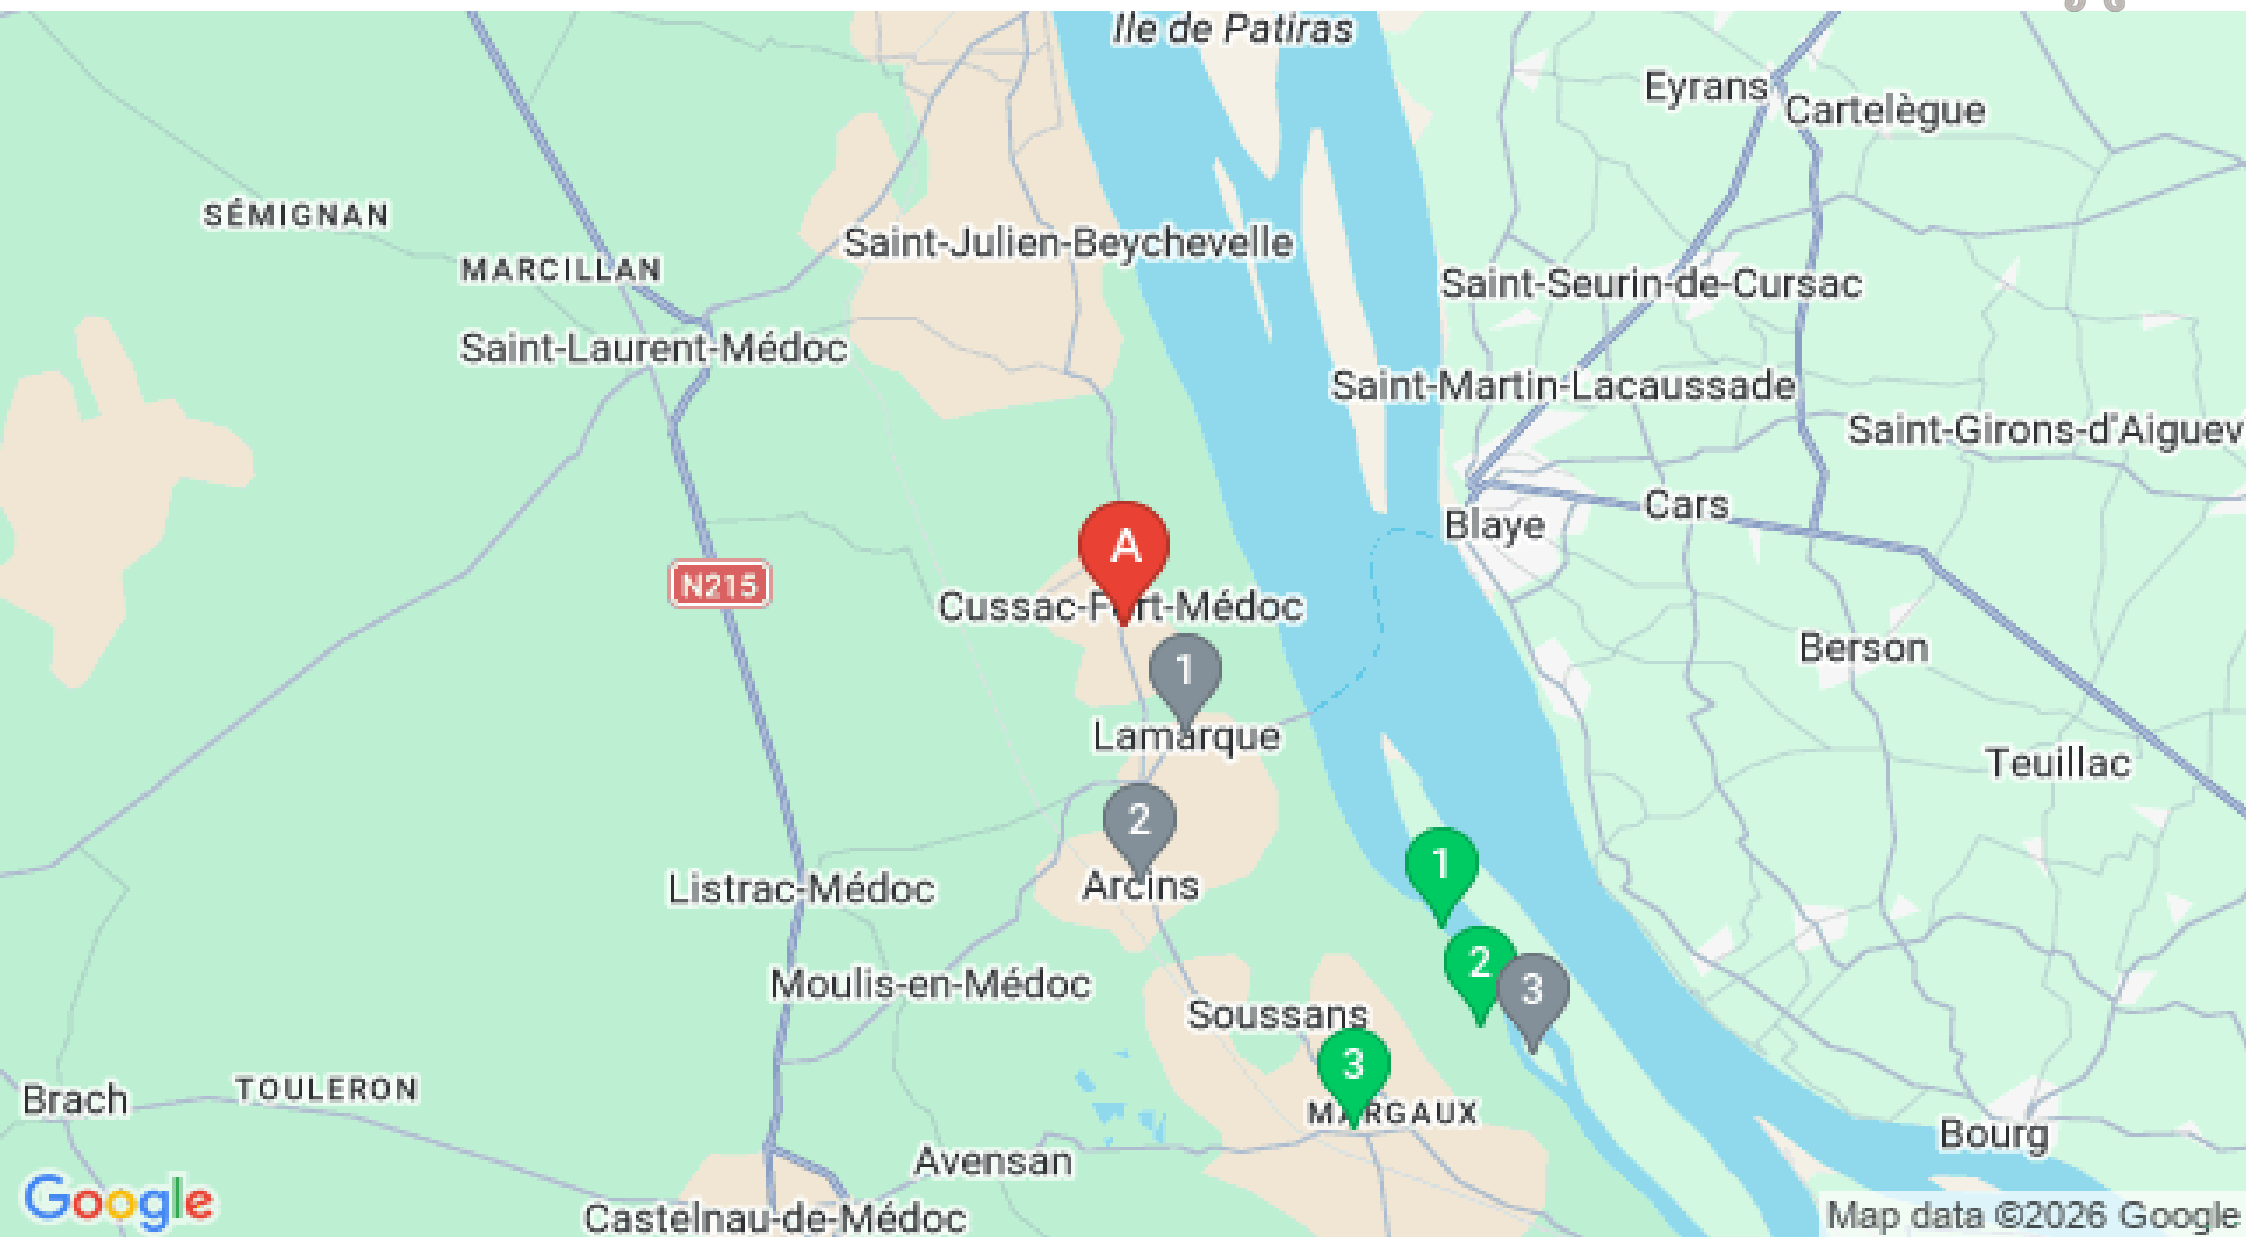 Ile de Patiras
Eyrans
Cartelègue
SÉMIGNAN
Saint-Julien-Beychevelle
MARCILLAN
Saint-Seurin-de-Cursac
Saint-Laurent-Médoc
Saint-Martin-Lacaussade
Saint-Girons-d'Aiguev
Cars
Blaye
A
N215
Cussac-Fort-Médoc
Berson
1
Lamarque
Teuillac
2
1
Arcins
Listrac-Médoc
2
3
Moulis-en-Médoc
Soussans
3
TOULERON
Brach
MARGAUX
Bourg
Avensan
Google
Castelnau-de-Médoc
Map data ©2026 Google